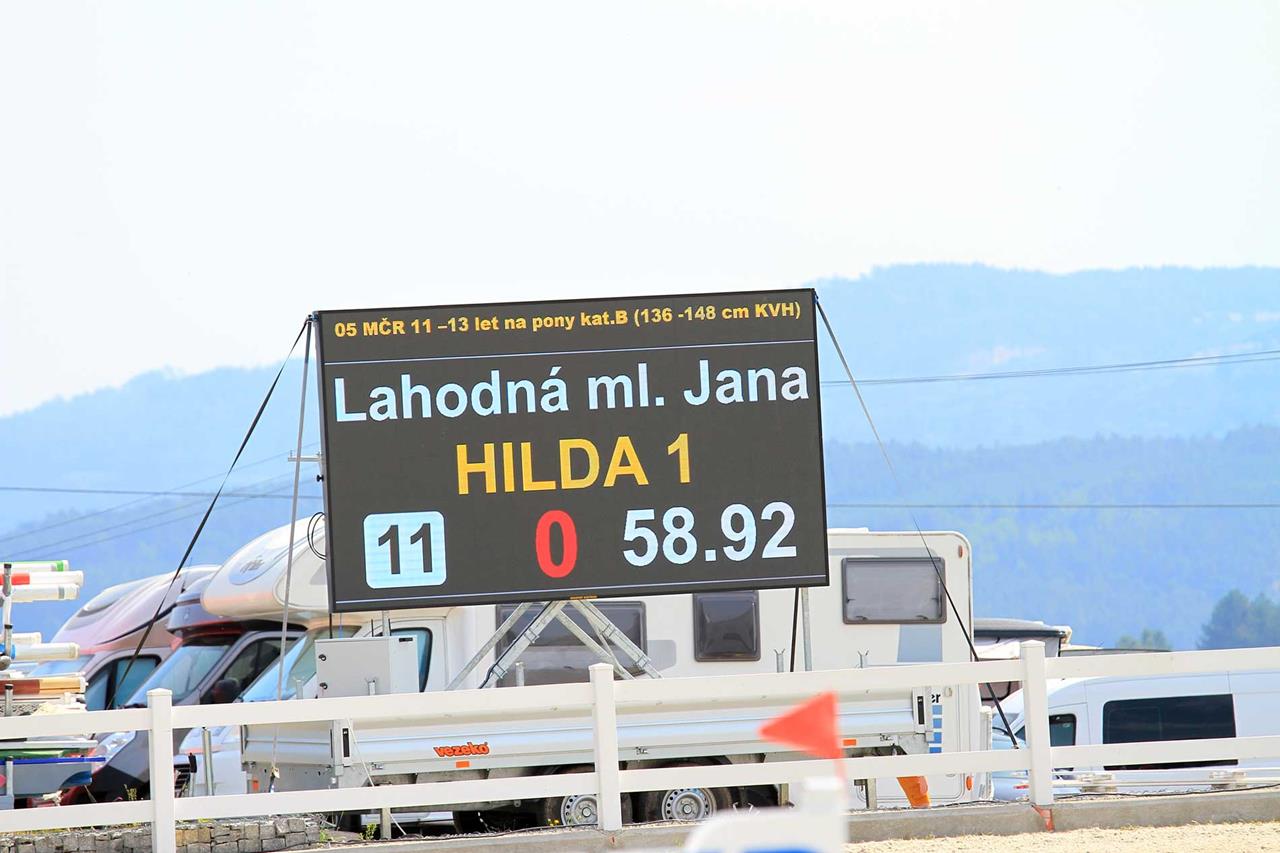 05 MČR 11 –13 let na pony kat.B (136 -148 cm KVH)
Lahodná ml. Jana
HILDA 1
11 0 58.92
vezeko